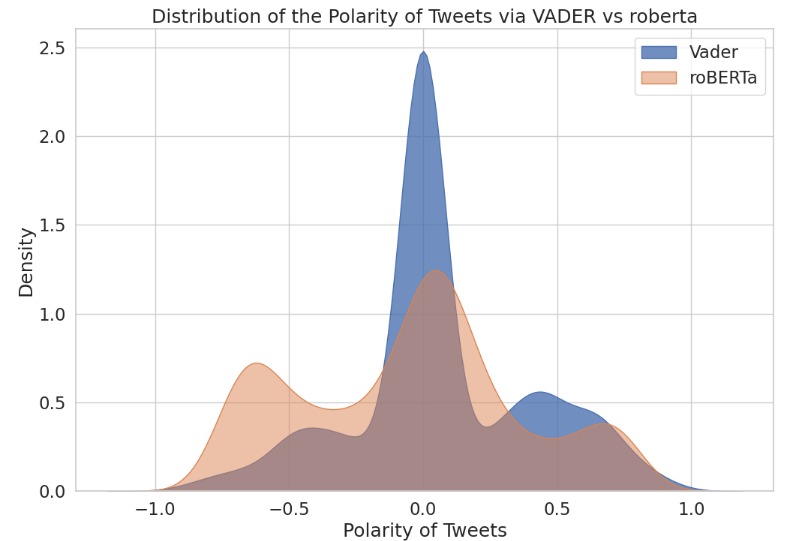 Distribution of the Polarity of Tweets via VADER vs roberta
Vader
roBERTa
Density
2.5
2.0
1.5
1.0
0.5
0.0
−1.0
−0.5
0.0
0.5
1.0
Polarity of Tweets